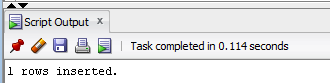 Script Output x
Task completed in 0.114 seconds
1 rows inserted.